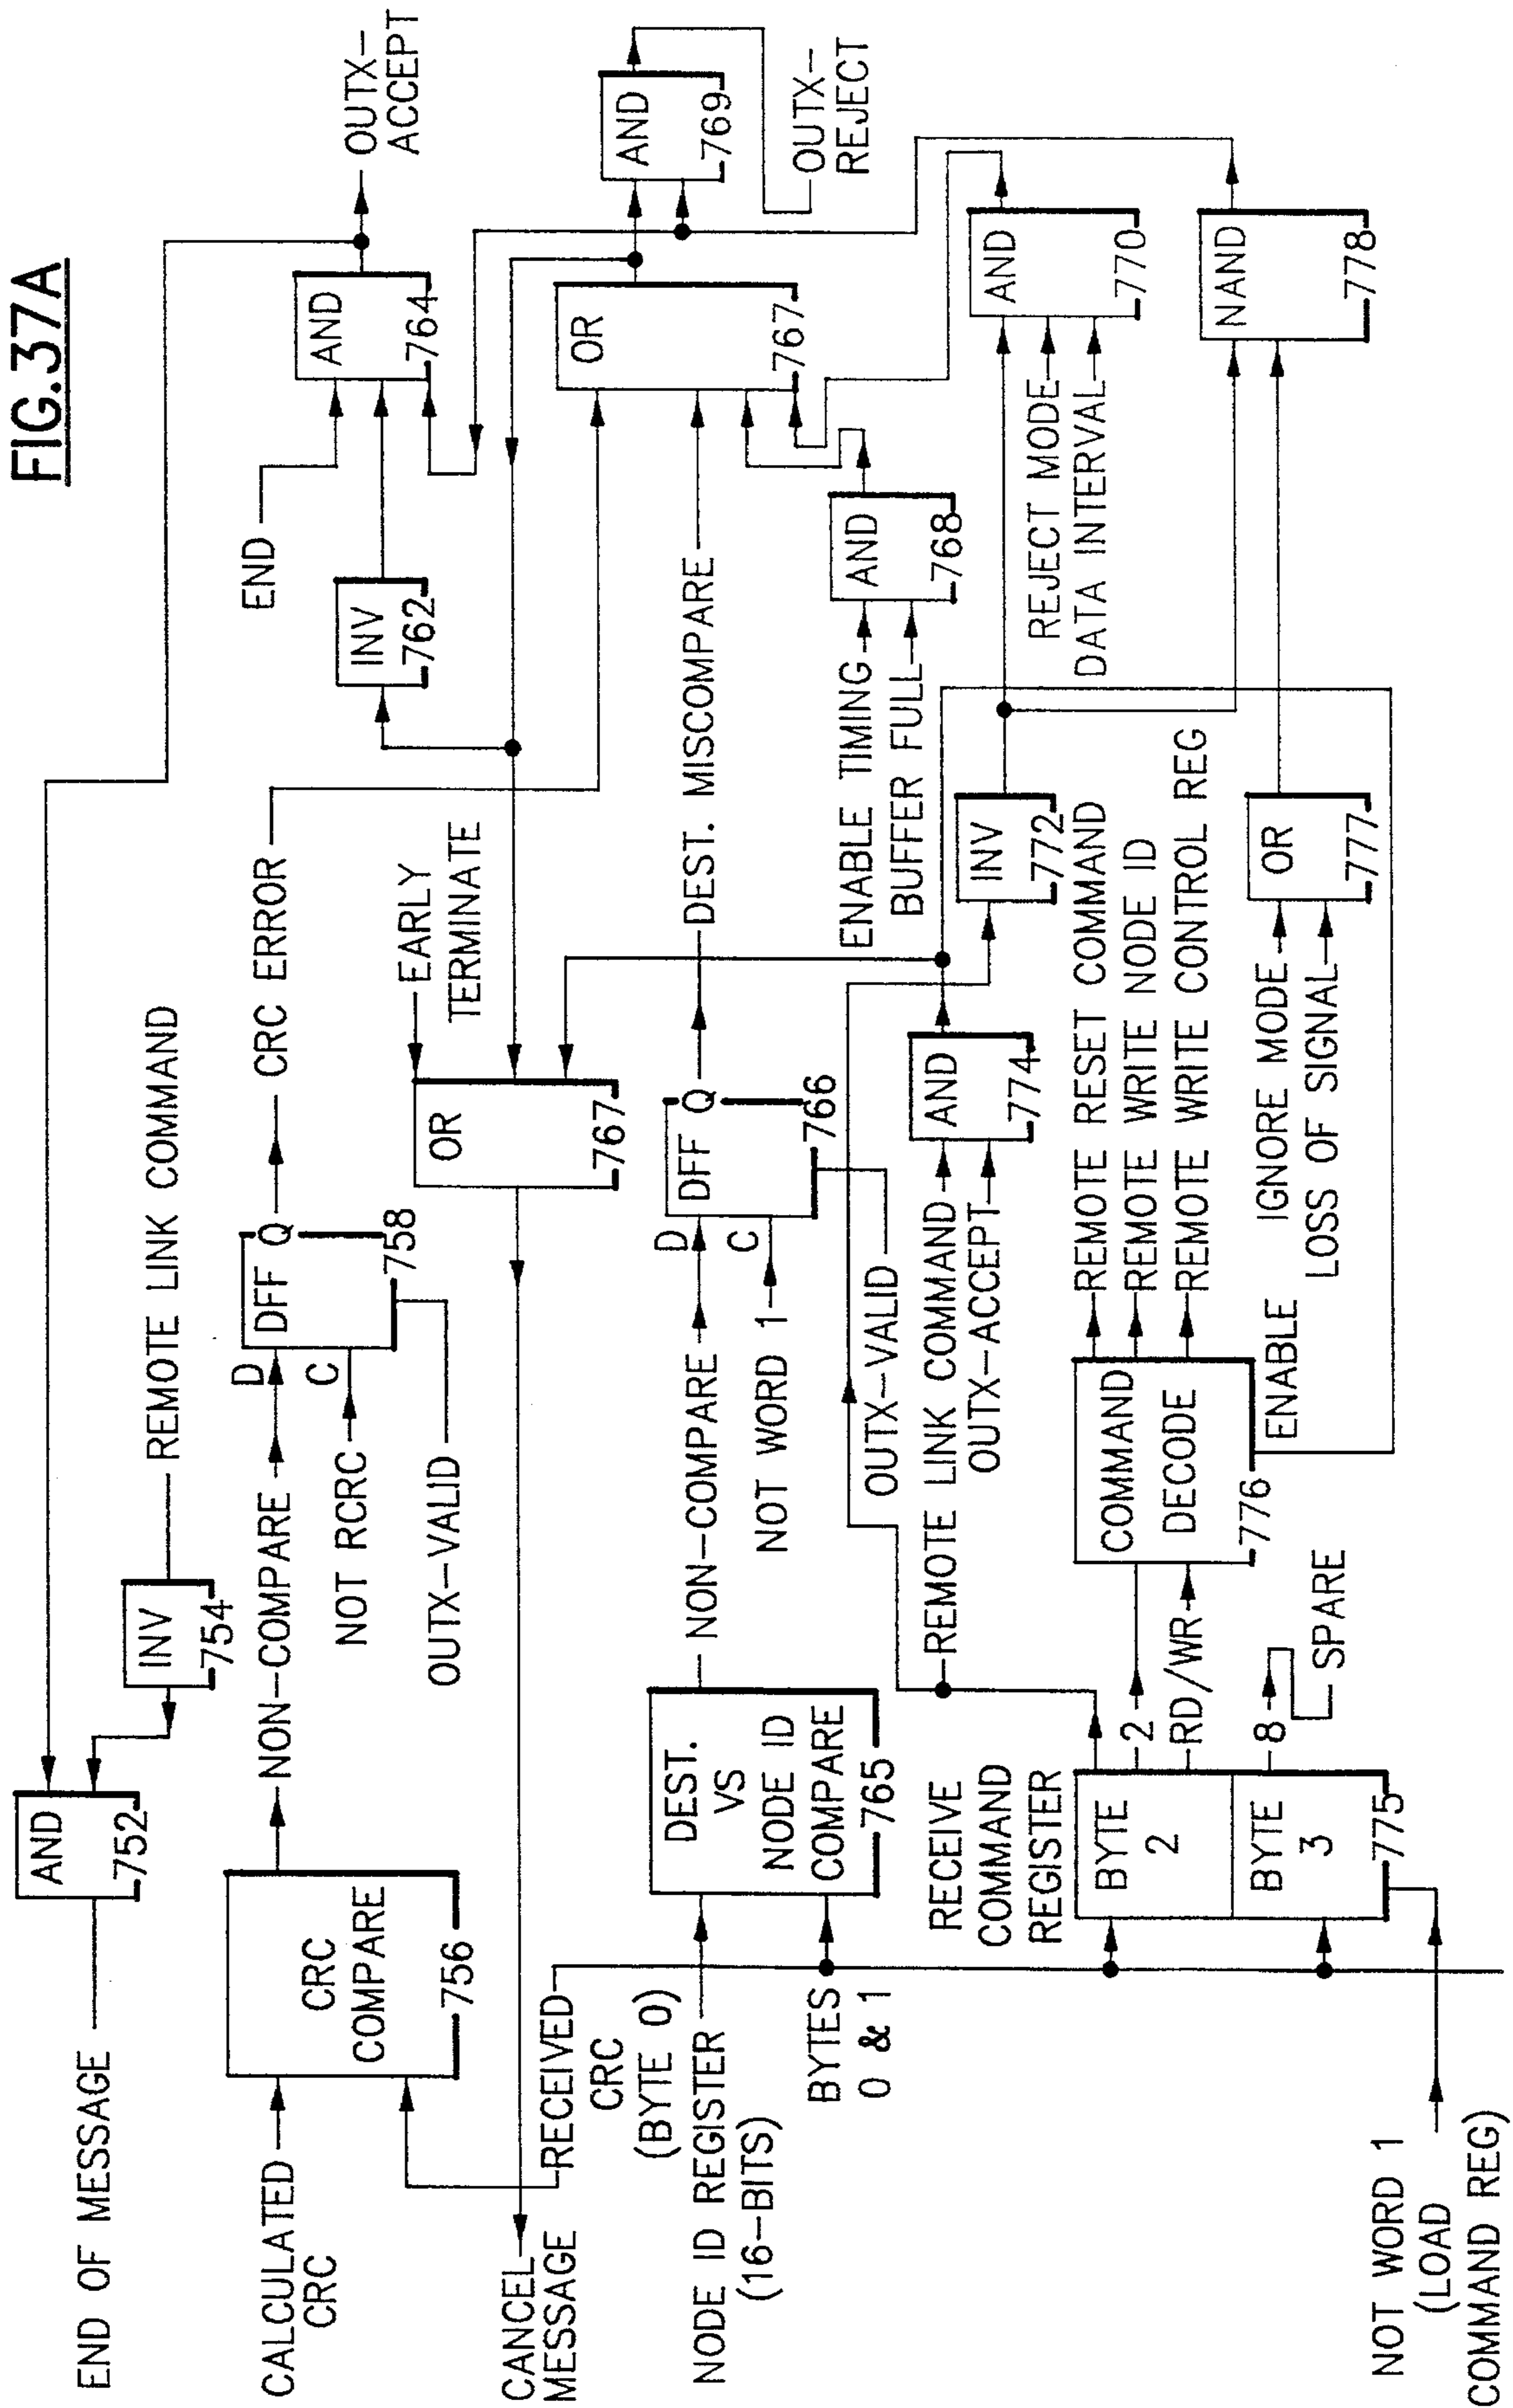 FIG.37A
END OF MESSAGE
AND
752
INV
754
REMOTE LINK COMMAND
CALCULATED
CRC
CRC
COMPARE
756
NON-COMPARE
NOT RCRC
D
C
DFF Q
758
OUTX-VALID
CRC ERROR
END
INV
762
AND
764
OUTX-
ACCEPT
CANCEL
MESSAGE
OR
767
EARLY
TERMINATE
OR
767
AND
769
OUTX-
REJECT
RECEIVED
CRC
(BYTE 0)
NODE ID REGISTER
(16-BITS)
BYTES
0 & 1
DEST.
VS
NODE ID
COMPARE
765
NON-COMPARE
NOT WORD 1
D
C
DFF Q
766
OUTX-VALID
DEST. MISCOMPARE
ENABLE TIMING
BUFFER FULL
AND
768
REMOTE LINK COMMAND
OUTX-ACCEPT
AND
774
INV
772
REJECT MODE
DATA INTERVAL
AND
770
RECEIVE
COMMAND
REGISTER
BYTE
2
BYTE
3
775
2
RD/WR
8
SPARE
COMMAND
DECODE
776
ENABLE
REMOTE RESET COMMAND
REMOTE WRITE NODE ID
REMOTE WRITE CONTROL REG
IGNORE MODE
LOSS OF SIGNAL
OR
777
NAND
778
NOT WORD 1
(LOAD
COMMAND REG)